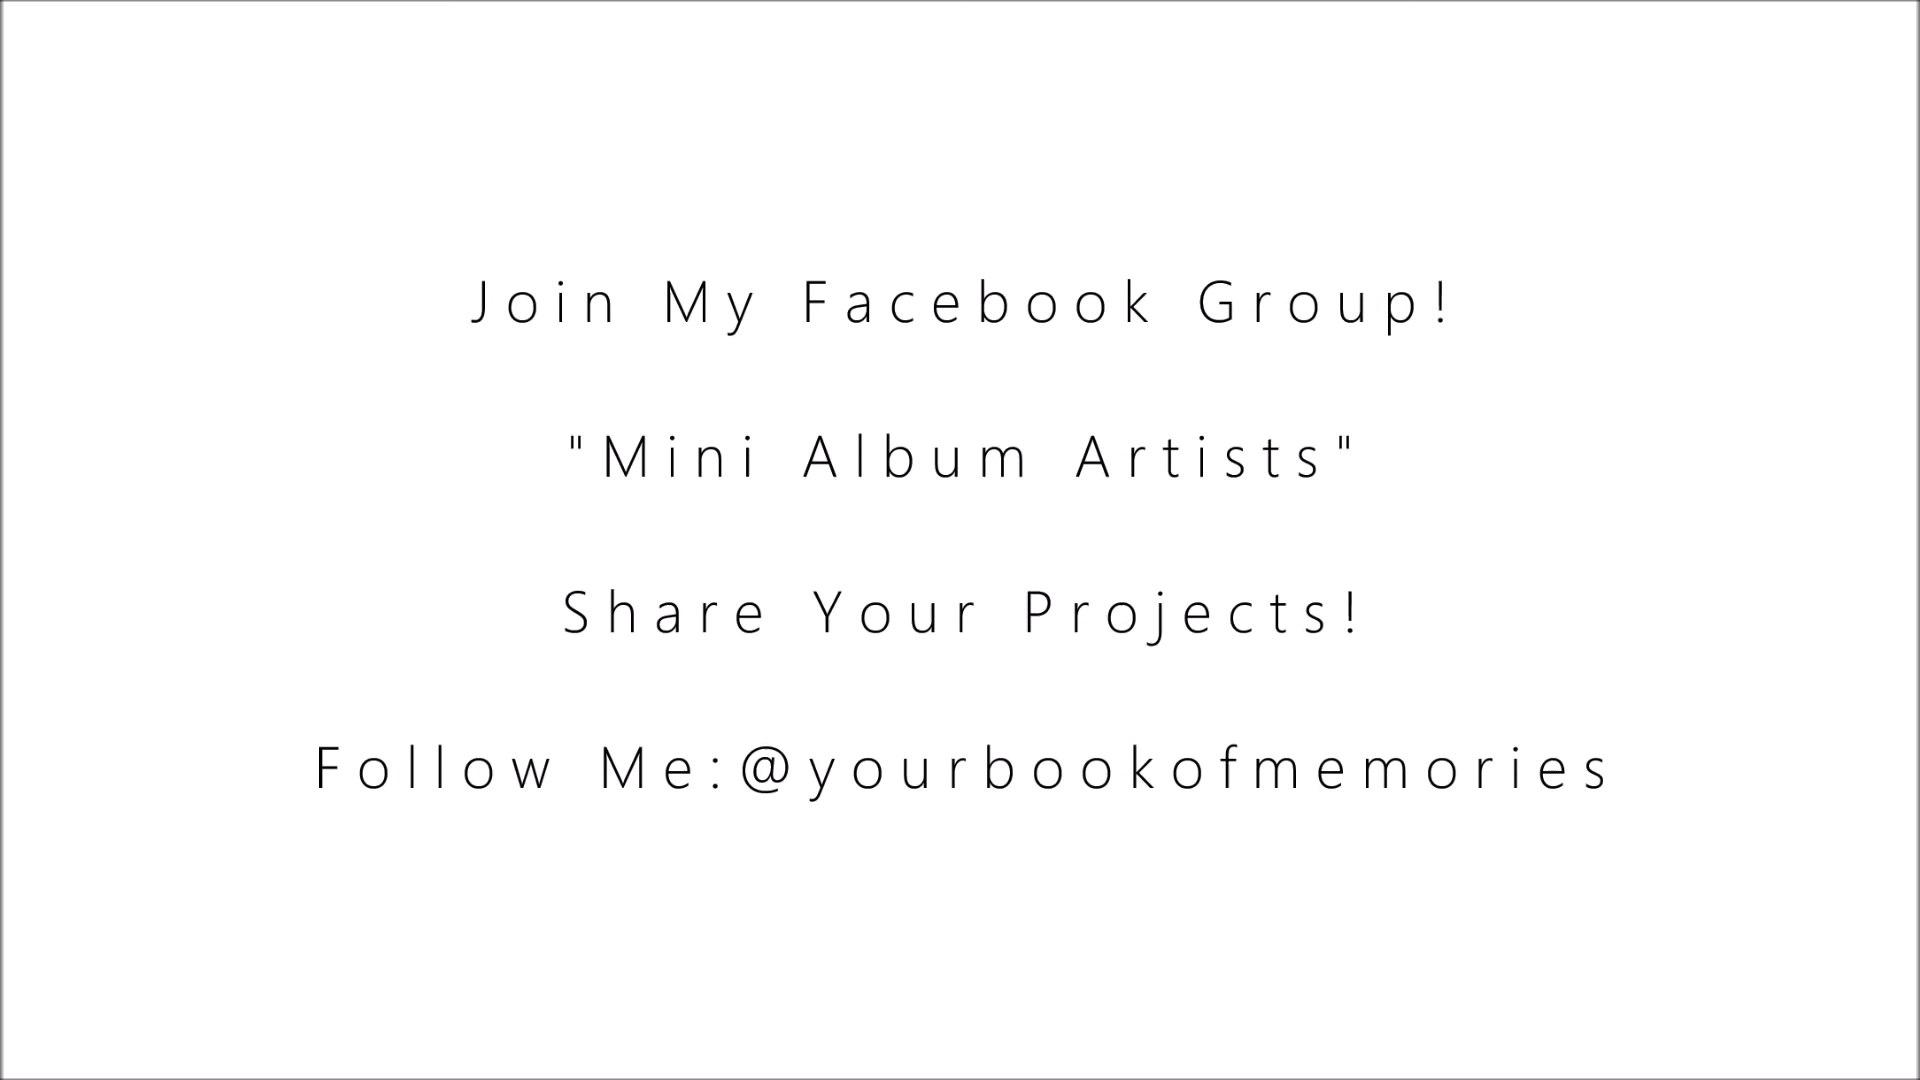 Join My Facebook Group!
"Mini Album Artists"
Share Your Projects!
Follow Me:@yourbookofmemories